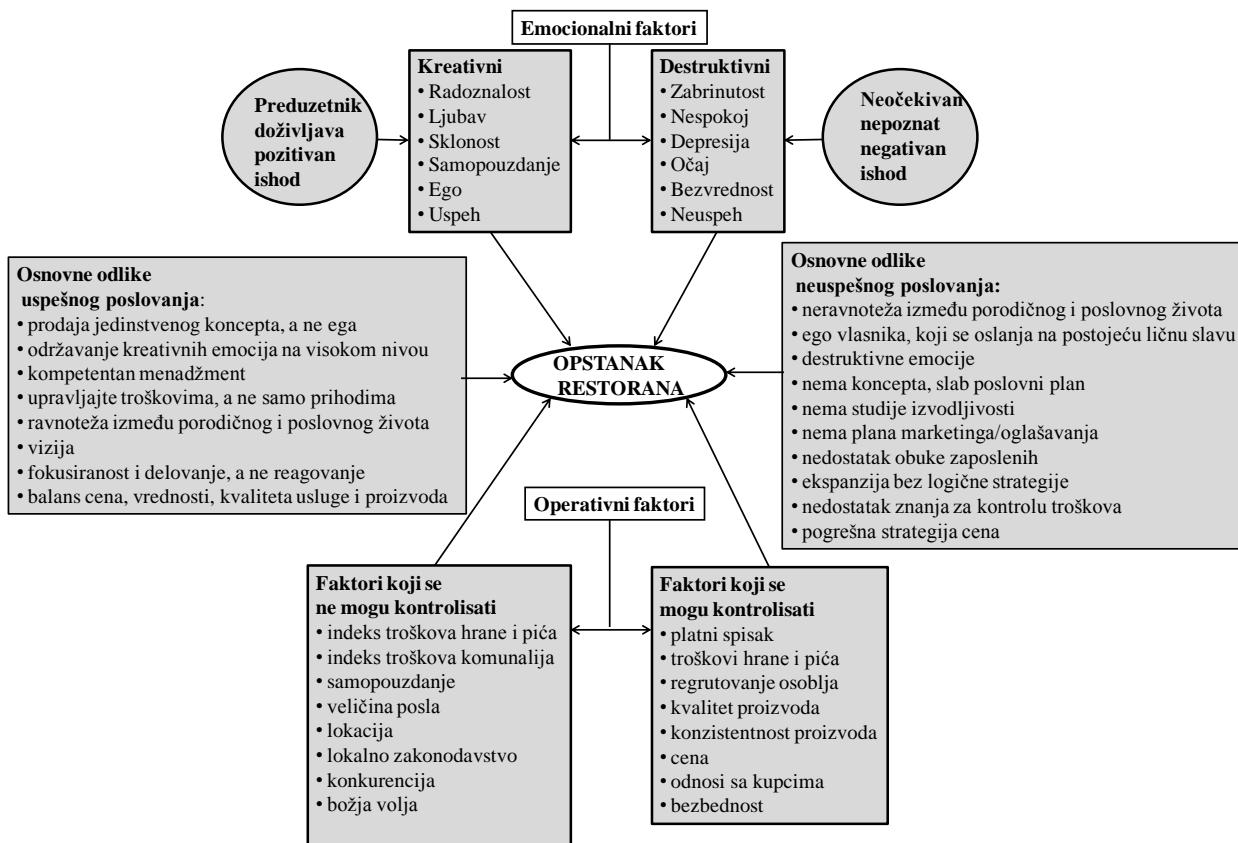 Emocionalni faktori
Kreativni
• Radoznalost
• Ljubav
• Sklonost
• Samopouzdanje
• Ego
• Uspeh
Destruktivni
• Zabrinutost
• Nespokoj
• Depresija
• Očaj
• Bezvrednost
• Neuspeh
Preduzetnik
doživljava
pozitivan
ishod
Neočekivan
nepoznat
negativan
ishod
Osnovne odlike
uspešnog poslovanja:
• prodaja jedinstvenog koncepta, a ne ega
• održavanje kreativnih emocija na visokom nivou
• kompetentan menadžment
• upravljajte troškovima, a ne samo prihodima
• ravnoteža između porodičnog i poslovnog života
• vizija
• fokusiranost i delovanje, a ne reagovanje
• balans cena, vrednosti, kvaliteta usluge i proizvoda
OPSTANAK
RESTORANA
Osnovne odlike
neuspešnog poslovanja:
• neravnoteža između porodičnog i poslovnog života
• ego vlasnika, koji se oslanja na postojeću ličnu slavu
• destruktivne emocije
• nema koncepta, slab poslovni plan
• nema studije izvodljivosti
• nema plana marketinga/oglašavanja
• nedostatak obuke zaposlenih
• ekspanzija bez logične strategije
• nedostatak znanja za kontrolu troškova
• pogrešna strategija cena
Operativni faktori
Faktori koji se
ne mogu kontrolisati
• indeks troškova hrane i pića
• indeks troškova komunalija
• samopouzdanje
• veličina posla
• lokacija
• lokalno zakonodavstvo
• konkurencija
• božja volja
Faktori koji se
mogu kontrolisati
• platni spisak
• troškovi hrane i pića
• regrutovanje osoblja
• kvalitet proizvoda
• konzistentnost proizvoda
• cena
• odnosi sa kupcima
• bezbednost